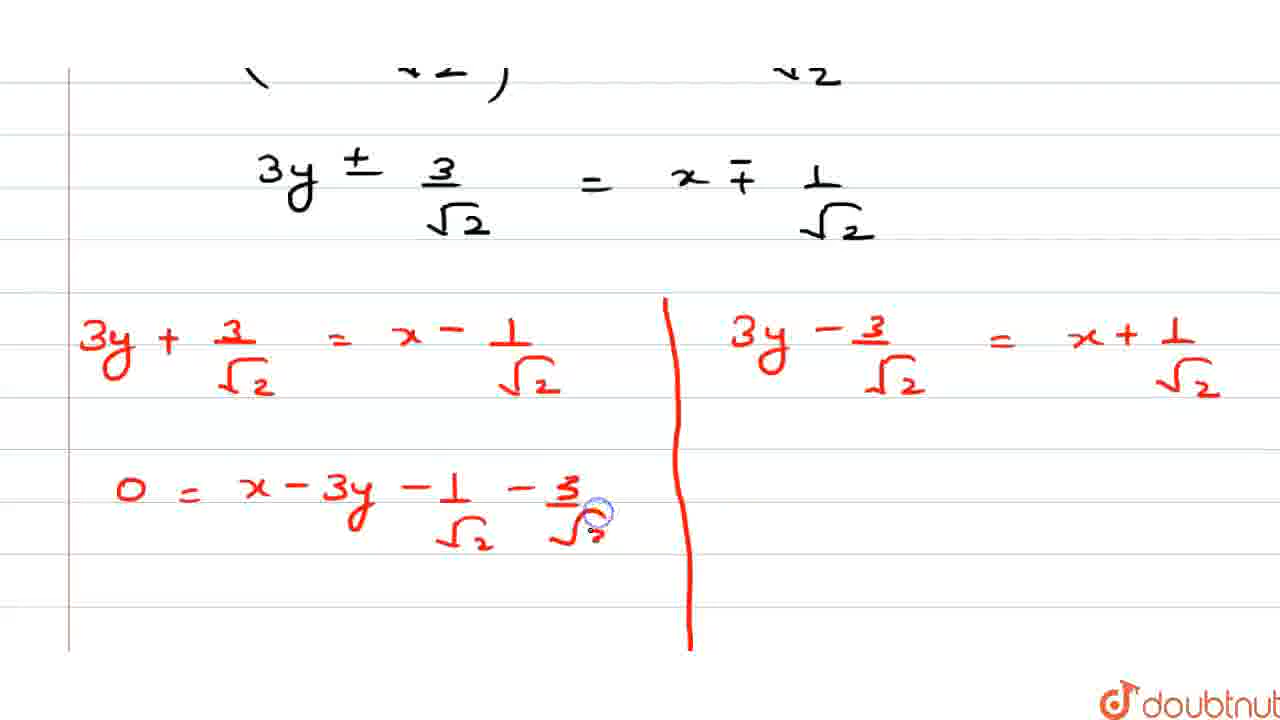 3y ± 3/√2 = x ∓ 1/√2
3y + 3/√2 = x - 1/√2
0 = x - 3y - 1/√2 - 3/√2
3y - 3/√2 = x + 1/√2
doubtnut